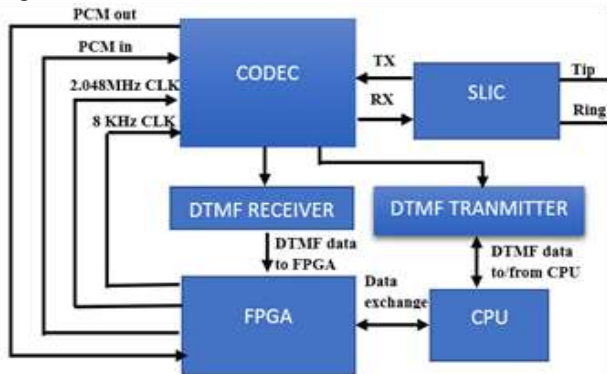 PCM out
PCM in
2.048MHz CLK
8 KHz CLK
CODEC
TX
RX
SLIC
Tip
Ring
DTMF RECEIVER
DTMF TRANMITTER
DTMF data
to FPGA
DTMF data
to/from CPU
Data
exchange
FPGA
CPU